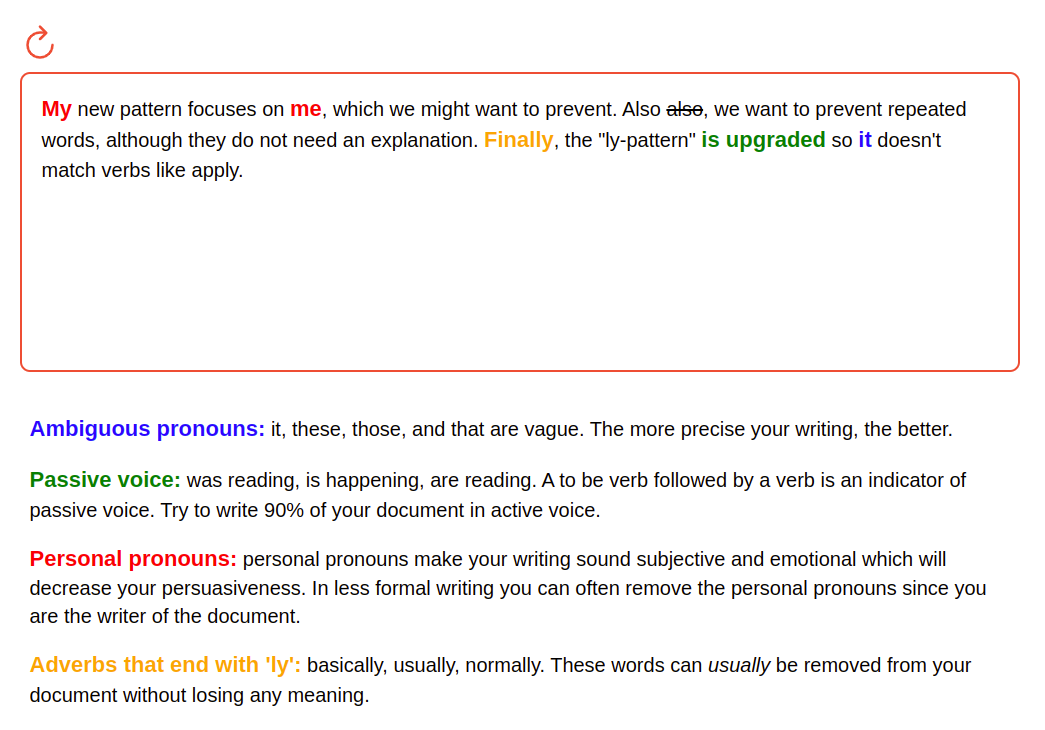 My new pattern focuses on me, which we might want to prevent. Also also, we want to prevent repeated
words, although they do not need an explanation. Finally, the "ly-pattern" is upgraded so it doesn't
match verbs like apply.
Ambiguous pronouns: it, these, those, and that are vague. The more precise your writing, the better.
Passive voice: was reading, is happening, are reading. A to be verb followed by a verb is an indicator of
passive voice. Try to write 90% of your document in active voice.
Personal pronouns: personal pronouns make your writing sound subjective and emotional which will
decrease your persuasiveness. In less formal writing you can often remove the personal pronouns since you
are the writer of the document.
Adverbs that end with 'ly': basically, usually, normally. These words can usually be removed from your
document without losing any meaning.